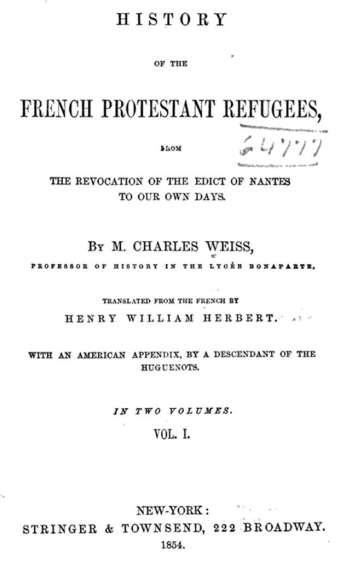 HISTORY
OF THE
FRENCH PROTESTANT REFUGEES,
FROM
64777
THE REVOCATION OF THE EDICT OF NANTES
TO OUR OWN DAYS.
BY M. CHARLES WEISS,
PROFESSOR OF HISTORY IN THE LYCÉE BONAPARTE.
TRANSLATED FROM THE FRENCH BY
HENRY WILLIAM HERBERT.
WITH AN AMERICAN APPENDIX, BY A DESCENDANT OF THE
HUGUENOTS.
IN TWO VOLUMES.
VOL. I.
NEW-YORK:
STRINGER & TOWNSEND, 222 BROADWAY.
1854.